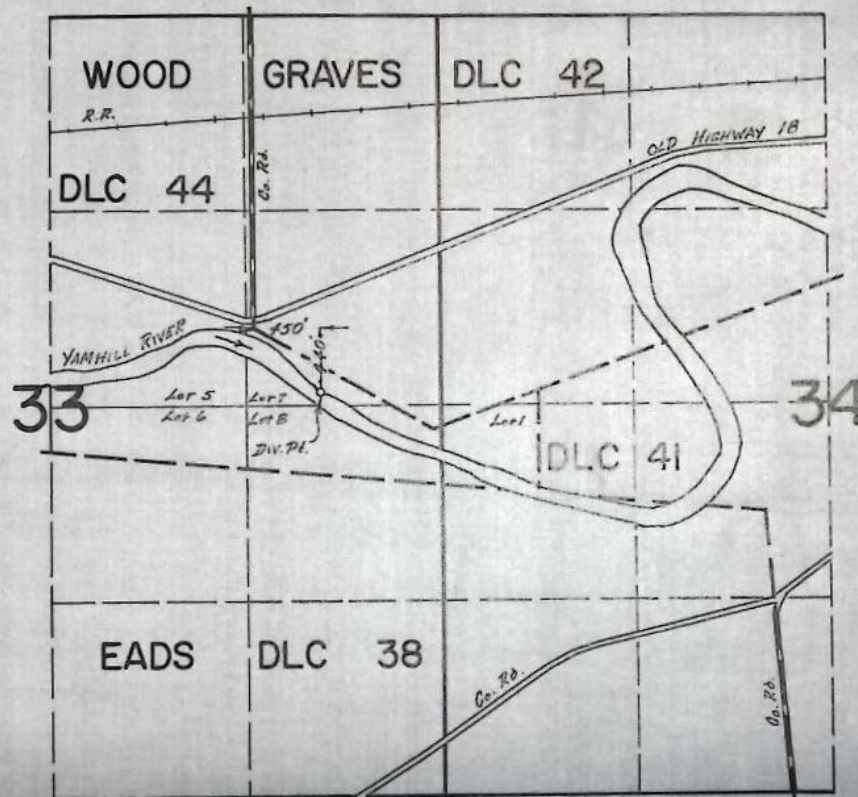 WOOD GRAVES DLC 42
R.R.
Co. Rd.
OLD HIGHWAY 18
DLC 44
450'
440'
YAMHILL RIVER
33
Lot 5 Lot 7
Lot 6 Lot 8
Div. Pt.
Lot 1
34
DLC 41
EADS DLC 38
Co. Rd.
Co. Rd.